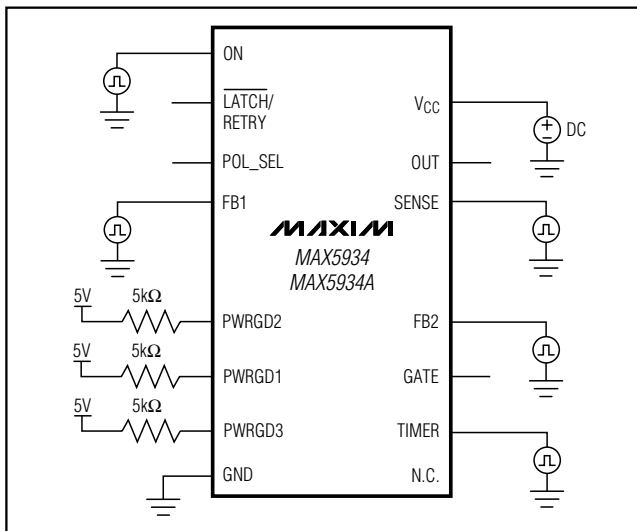 ON
LATCH/
RETRY
POL_SEL
FB1
VCC
DC
OUT
SENSE
MAXIM
MAX5934
MAX5934A
5V
5kΩ
PWRGD2
5V
5kΩ
PWRGD1
5V
5kΩ
PWRGD3
GND
FB2
GATE
TIMER
N.C.